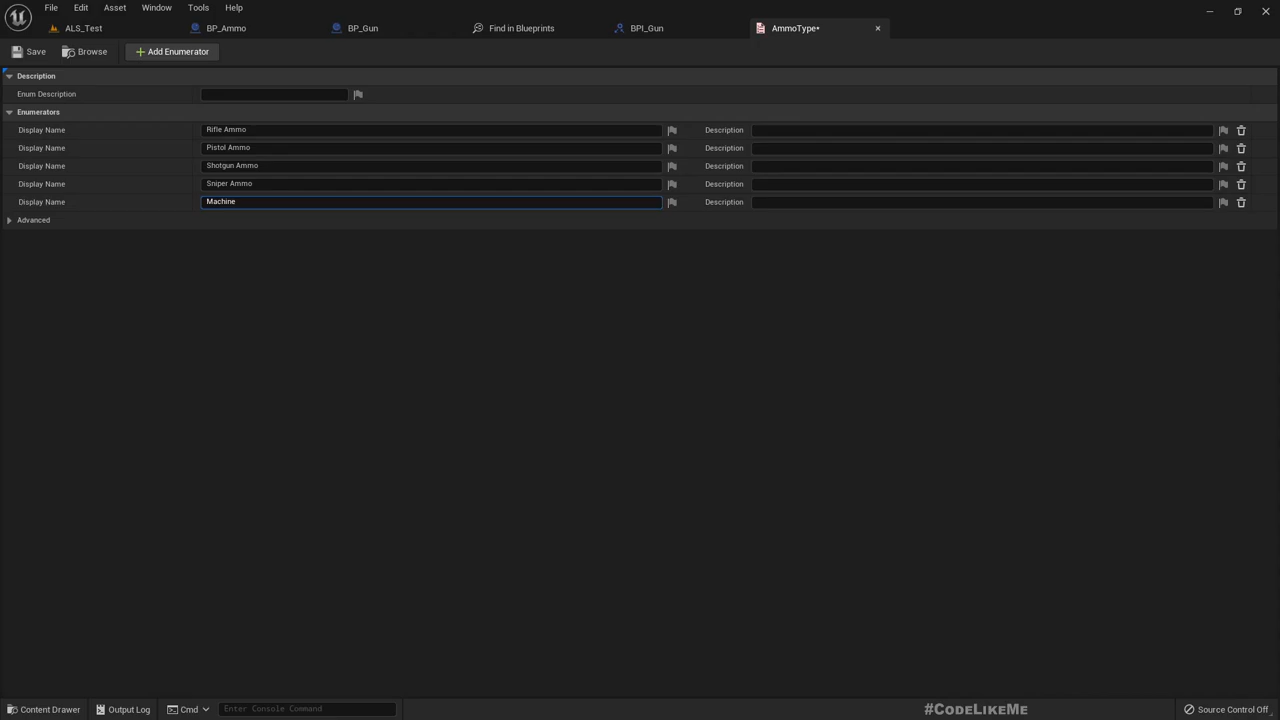 File Edit Asset Window Tools Help
ALS_Test BP_Ammo BP_Gun Find in Blueprints BPI_Gun AmmoType*
Save Browse Add Enumerator
Description
Enum Description
Enumerators
Display Name Rifle Ammo Description
Display Name Pistol Ammo Description
Display Name Shotgun Ammo Description
Display Name Sniper Ammo Description
Display Name Machine Description
Advanced
Content Drawer Output Log Cmd Enter Console Command #CodeLikeMe Source Control Off